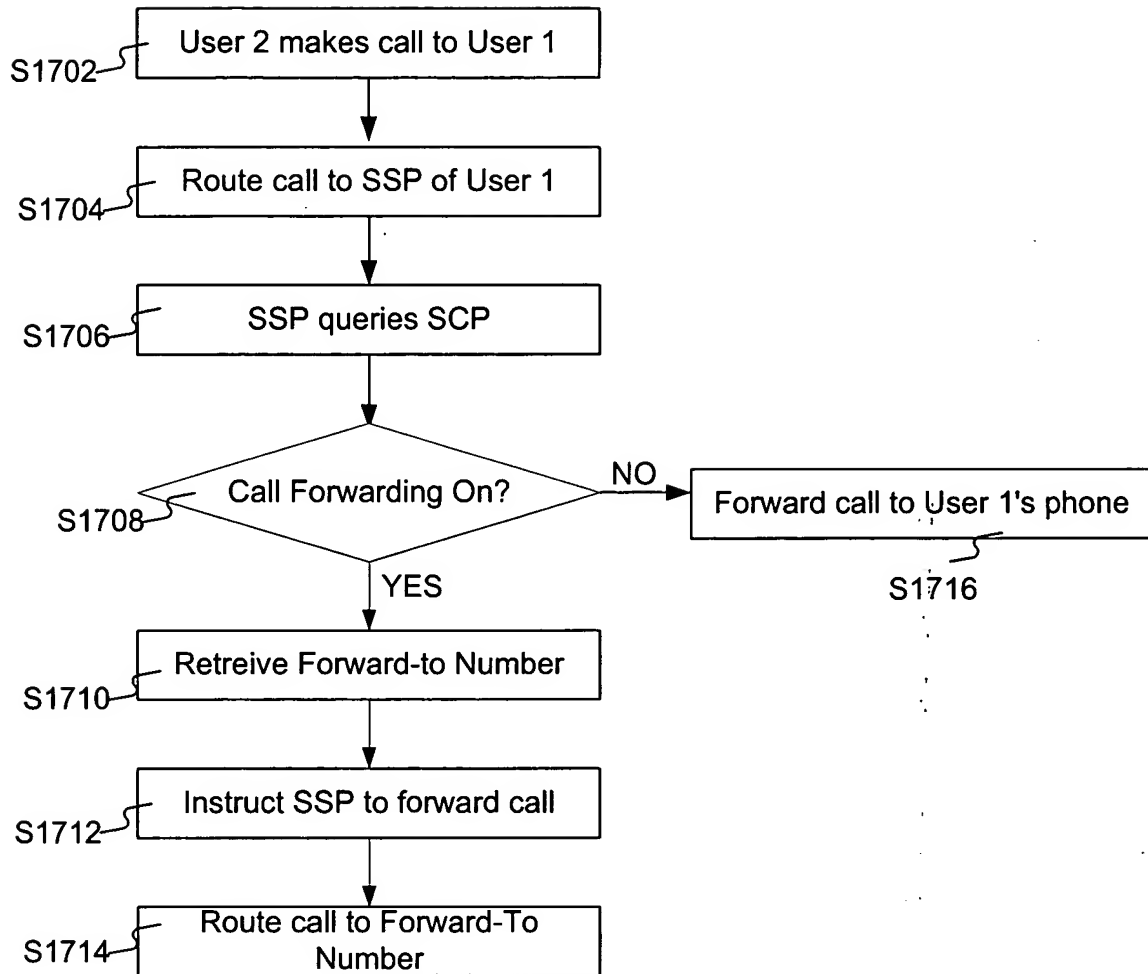 User 2 makes call to User 1
S1702
Route call to SSP of User 1
S1704
SSP queries SCP
S1706
Call Forwarding On?
S1708
NO
Forward call to User 1's phone
S1716
YES
Retreive Forward-to Number
S1710
Instruct SSP to forward call
S1712
Route call to Forward-To
Number
S1714